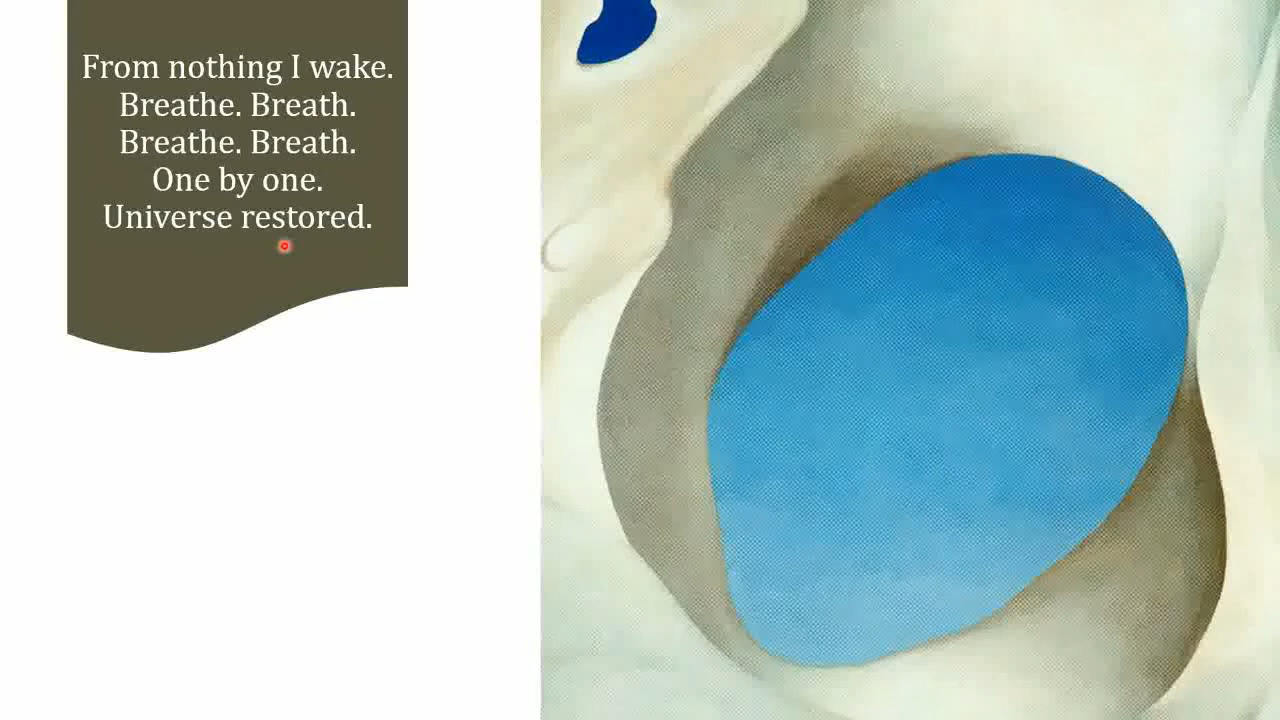 From nothing I wake.
Breathe. Breath.
Breathe. Breath.
One by one.
Universe restored.